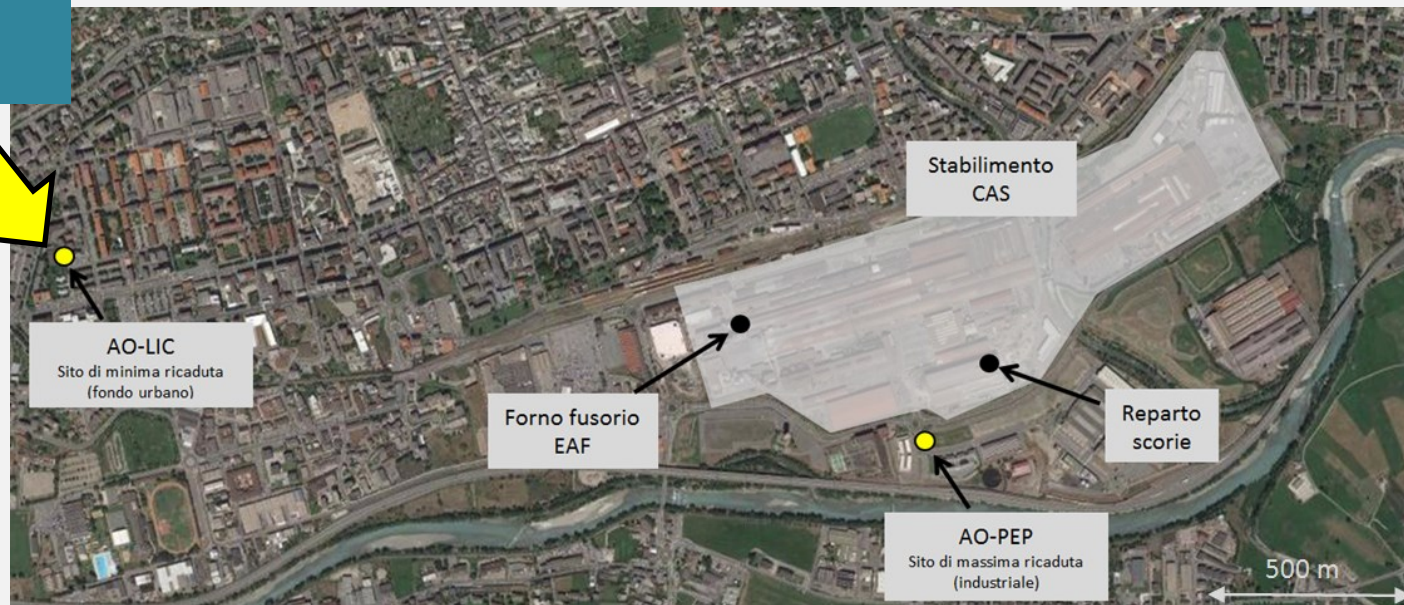 Stabilimento
CAS
AO-LIC
Sito di minima ricaduta
(fondo urbano)
Forno fusorio
EAF
Reparto
scorie
AO-PEP
Sito di massima ricaduta
(industriale)
500 m